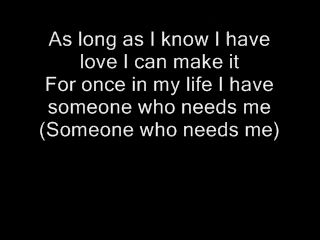 As long as I know I have
love I can make it
For once in my life I have
someone who needs me
(Someone who needs me)